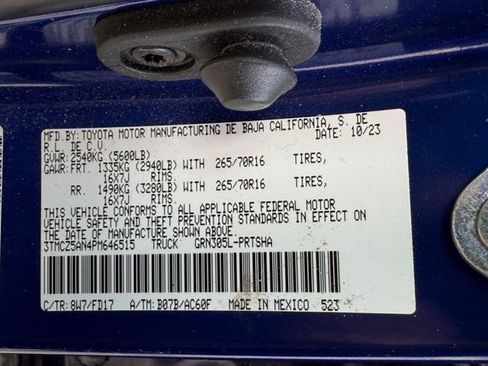 MFD.BY:TOYOTA MOTOR MANUFACTURING DE BAJA CALIFORNIA, S. DE
R.L. DE C.V. DATE: 10/23
GVWR: 2540KG (5600LB)
GAWR:FRT. 1335KG (2940LB) WITH 265/70R16 TIRES,
16X7J RIMS.
RR. 1490KG (3280LB) WITH 265/70R16 TIRES,
16X7J RIMS.
THIS VEHICLE CONFORMS TO ALL APPLICABLE FEDERAL MOTOR
VEHICLE SAFETY AND THEFT PREVENTION STANDARDS IN EFFECT ON
THE DATE OF MANUFACTURE SHOWN ABOVE.
3TMC25AN4PM646515 TRUCK GRN305L-PRTSHA
C/TR: 8W7/FD17 A/TM: B07B/AC60F MADE IN MEXICO 523